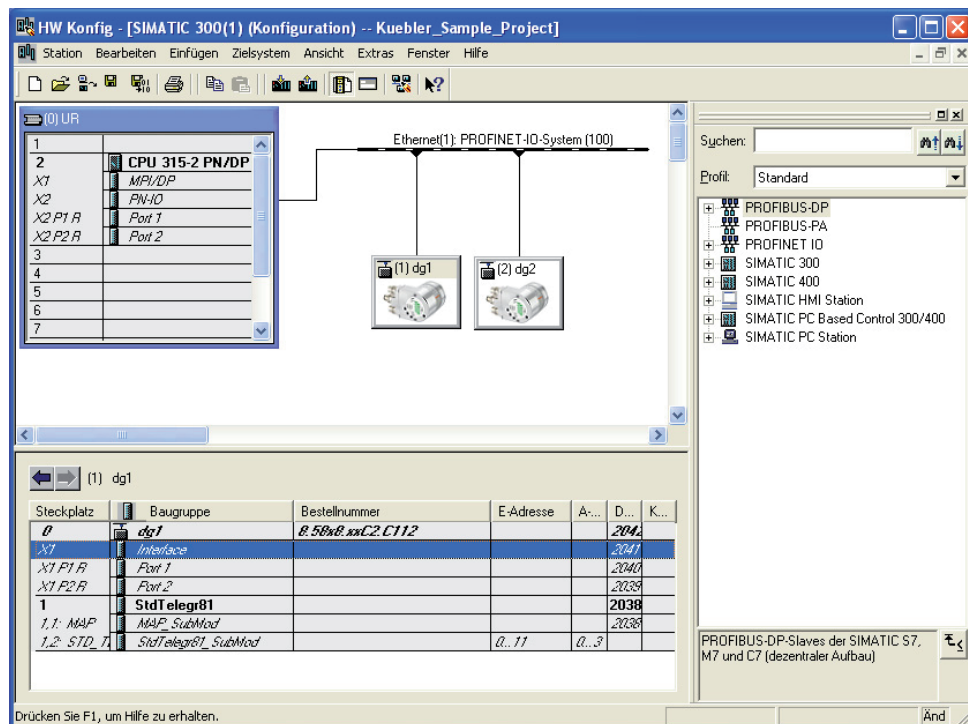 HW Konfig - [SIMATIC 300(1) (Konfiguration) -- Kuebler_Sample_Project]
Station Bearbeiten Einfügen Zielsystem Ansicht Extras Fenster Hilfe
(0) UR
1
2 CPU 315-2 PN/DP
X1 MPI/DP
X2 PN-IO
X2 P1 R Port 1
X2 P2 R Port 2
3
4
5
6
7
Ethernet(1): PROFINET-IO-System (100)
(1) dg1
(2) dg2
Suchen:
Profil: Standard
PROFIBUS-DP
PROFIBUS-PA
PROFINET IO
SIMATIC 300
SIMATIC 400
SIMATIC HMI Station
SIMATIC PC Based Control 300/400
SIMATIC PC Station
PROFIBUS-DP-Slaves der SIMATIC S7,
M7 und C7 (dezentraler Aufbau)
(1) dg1
Steckplatz Baugruppe Bestellnummer E-Adresse A-... D... K...
0 dg1 8.58x8.xxC2.C112 2042
X1 Interface 2041
X1 P1 R Port 1 2040
X1 P2 R Port 2 2039
1 StdTelegr81 2038
1,1: MAP MAP_SubMod 2038
1,2: STD_T StdTelegr81_SubMod 0..11 0..3
Drücken Sie F1, um Hilfe zu erhalten.
Änd